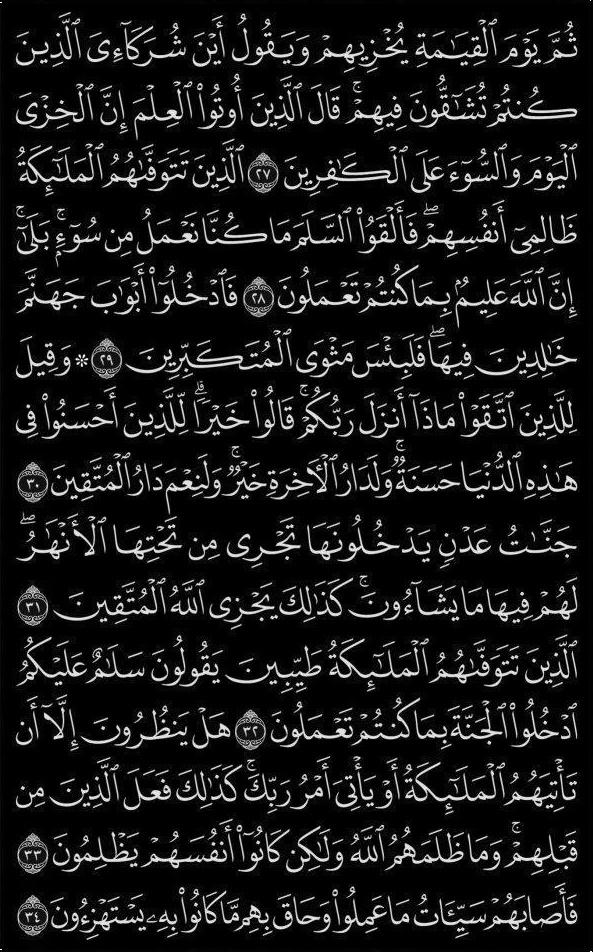 ثُمَّ يَوْمَ ٱلْقِيَٰمَةِ يُخْزِيهِمْ وَيَقُولُ أَيْنَ شُرَكَآءِىَ ٱلَّذِينَ
كُنتُمْ تُشَٰٓقُّونَ فِيهِمْ ۚ قَالَ ٱلَّذِينَ أُوتُوا۟ ٱلْعِلْمَ إِنَّ ٱلْخِزْىَ
ٱلْيَوْمَ وَٱلسُّوٓءَ عَلَى ٱلْكَٰفِرِينَ ٢٧ ٱلَّذِينَ تَتَوَفَّىٰهُمُ ٱلْمَلَٰٓئِكَةُ
ظَالِمِىٓ أَنفُسِهِمْ ۖ فَأَلْقَوُا۟ ٱلسَّلَمَ مَا كُنَّا نَعْمَلُ مِن سُوٓءٍۭ ۚ بَلَىٰٓ ۚ
إِنَّ ٱللَّهَ عَلِيمٌۢ بِمَا كُنتُمْ تَعْمَلُونَ ٢٨ فَٱدْخُلُوٓا۟ أَبْوَٰبَ جَهَنَّمَ
خَٰلِدِينَ فِيهَا ۖ فَلَبِئْسَ مَثْوَى ٱلْمُتَكَبِّرِينَ ٢٩ ۞ وَقِيلَ
لِلَّذِينَ ٱتَّقَوْا۟ مَاذَآ أَنزَلَ رَبُّكُمْ ۚ قَالُوا۟ خَيْرًا ۗ لِّلَّذِينَ أَحْسَنُوا۟ فِى
هَٰذِهِ ٱلدُّنْيَا حَسَنَةٌ ۚ وَلَدَارُ ٱلْءَاخِرَةِ خَيْرٌ ۚ وَلَنِعْمَ دَارُ ٱلْمُتَّقِينَ ٣٠
جَنَّٰتُ عَدْنٍ يَدْخُلُونَهَا تَجْرِى مِن تَحْتِهَا ٱلْأَنْهَٰرُ ۖ
لَهُمْ فِيهَا مَا يَشَآءُونَ ۚ كَذَٰلِكَ يَجْزِى ٱللَّهُ ٱلْمُتَّقِينَ ٣١
ٱلَّذِينَ تَتَوَفَّىٰهُمُ ٱلْمَلَٰٓئِكَةُ طَيِّبِينَ ۙ يَقُولُونَ سَلَٰمٌ عَلَيْكُمُ
ٱدْخُلُوا۟ ٱلْجَنَّةَ بِمَا كُنتُمْ تَعْمَلُونَ ٣٢ هَلْ يَنظُرُونَ إِلَّآ أَن
تَأْتِيَهُمُ ٱلْمَلَٰٓئِكَةُ أَوْ يَأْتِىَ أَمْرُ رَبِّكَ ۚ كَذَٰلِكَ فَعَلَ ٱلَّذِينَ مِن
قَبْلِهِمْ ۚ وَمَا ظَلَمَهُمُ ٱللَّهُ وَلَٰكِن كَانُوٓا۟ أَنفُسَهُمْ يَظْلِمُونَ ٣٣
فَأَصَابَهُمْ سَيِّـَٔاتُ مَا عَمِلُوا۟ وَحَاقَ بِهِم مَّا كَانُوا۟ بِهِۦ يَسْتَهْزِءُونَ ٣٤